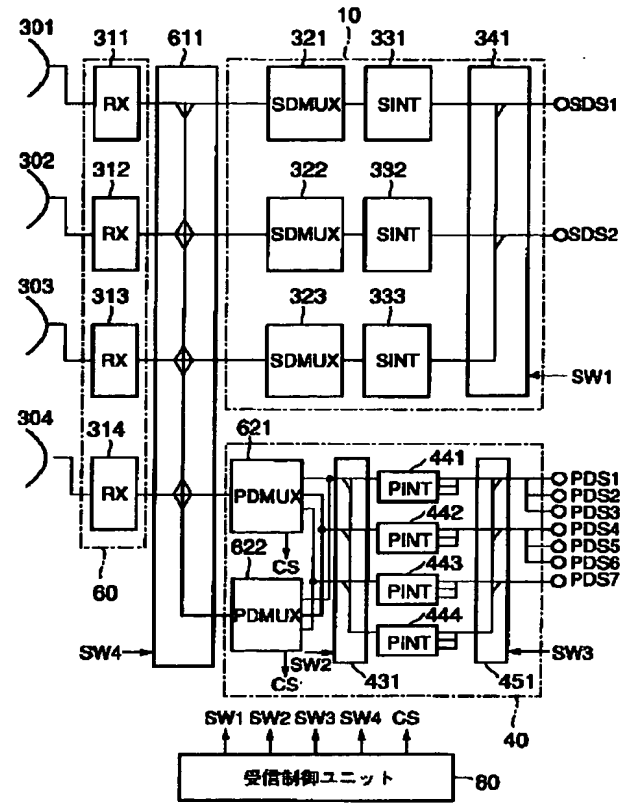 301 311 611 10 321 331 341
RX SDMUX SINT SDS1
302 312 322 332
RX SDMUX SINT SDS2
303 313 323 333
RX SDMUX SINT
SW1
304 314 621 441
RX PDMUX PINT PDS1
PDS2
PDS3
442
PINT PDS4
CS PDS5
622 PDS6
443
PINT PDS7
60 PDMUX 444
PINT
SW4 SW2 SW3
CS 431 451
40
SW1 SW2 SW3 SW4 CS
受信制御ユニット 80